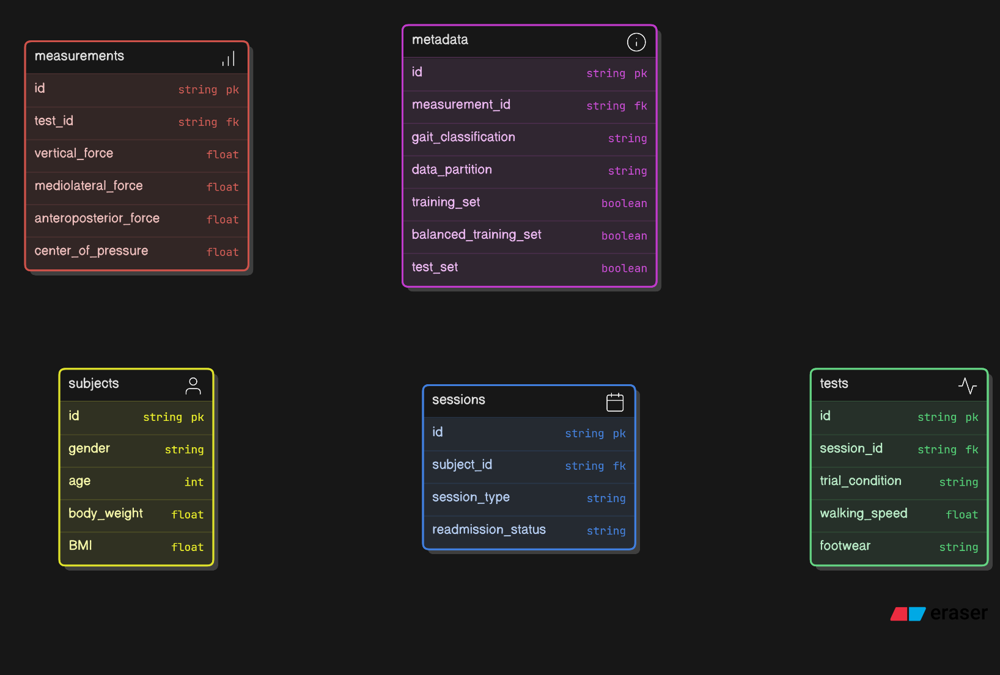 measurements
id string pk
test_id string fk
vertical_force float
mediolateral_force float
anteroposterior_force float
center_of_pressure float
metadata
id string pk
measurement_id string fk
gait_classification string
data_partition string
training_set boolean
balanced_training_set boolean
test_set boolean
subjects
id string pk
gender string
age int
body_weight float
BMI float
sessions
id string pk
subject_id string fk
session_type string
readmission_status string
tests
id string pk
session_id string fk
trial_condition string
walking_speed float
footwear string
eraser